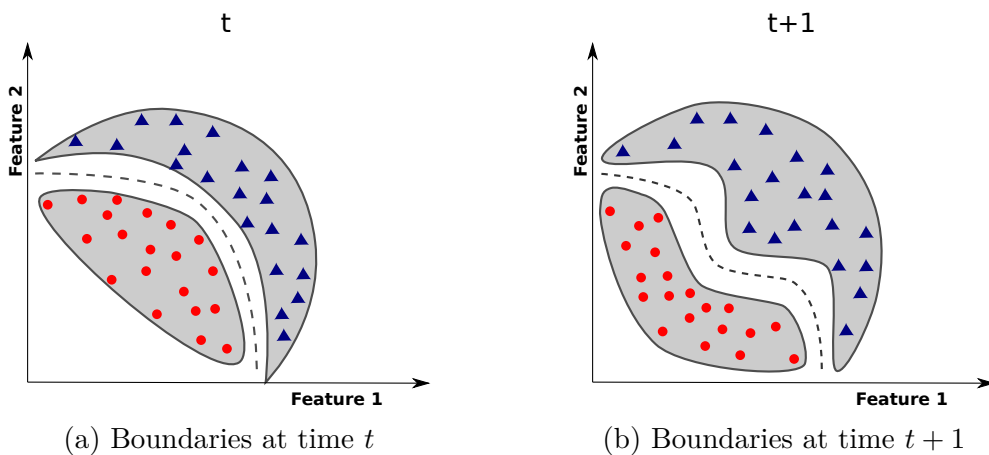 t
Feature 2
Feature 1
(a) Boundaries at time t
t+1
Feature 2
Feature 1
(b) Boundaries at time t + 1